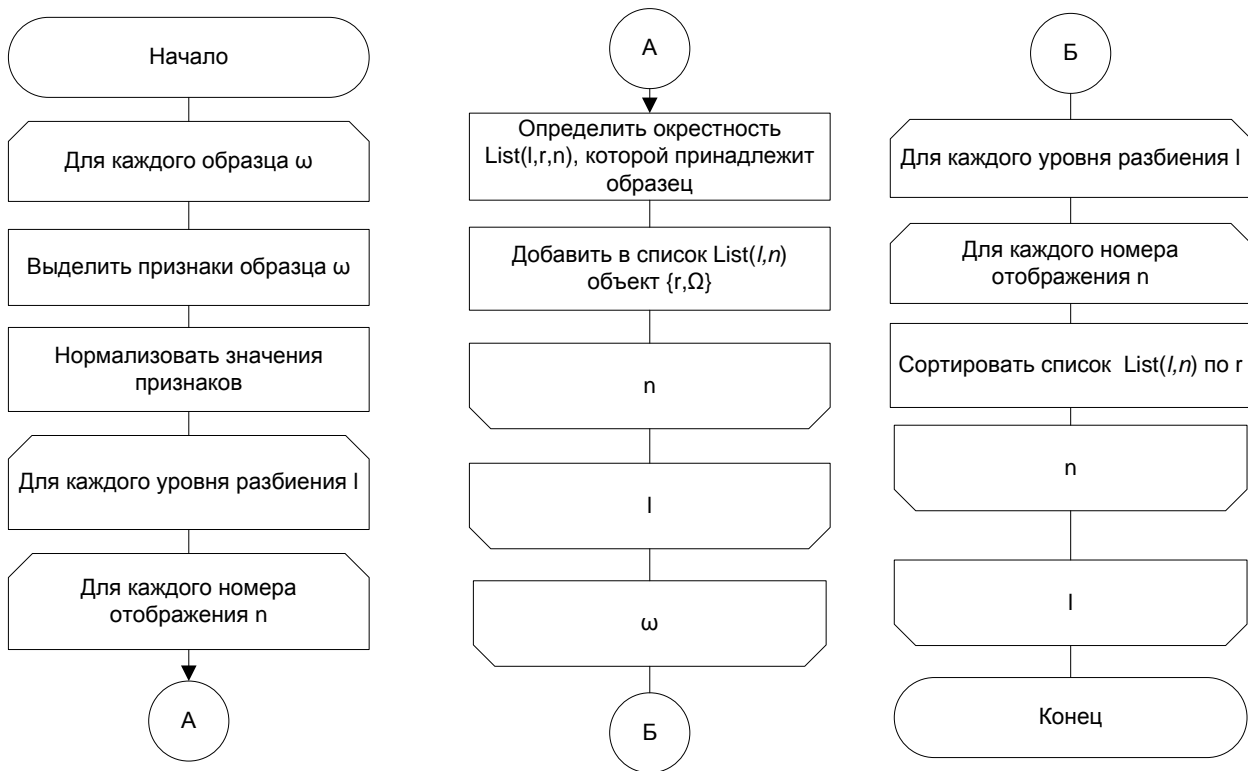 Начало
Для каждого образца ω
Выделить признаки образца ω
Нормализовать значения
признаков
Для каждого уровня разбиения l
Для каждого номера
отображения n
А
А
Определить окрестность
List(l,r,n), которой принадлежит
образец
Добавить в список List(l,n)
объект {r,Ω}
n
l
ω
Б
Б
Для каждого уровня разбиения l
Для каждого номера
отображения n
Сортировать список List(l,n) по r
n
l
Конец